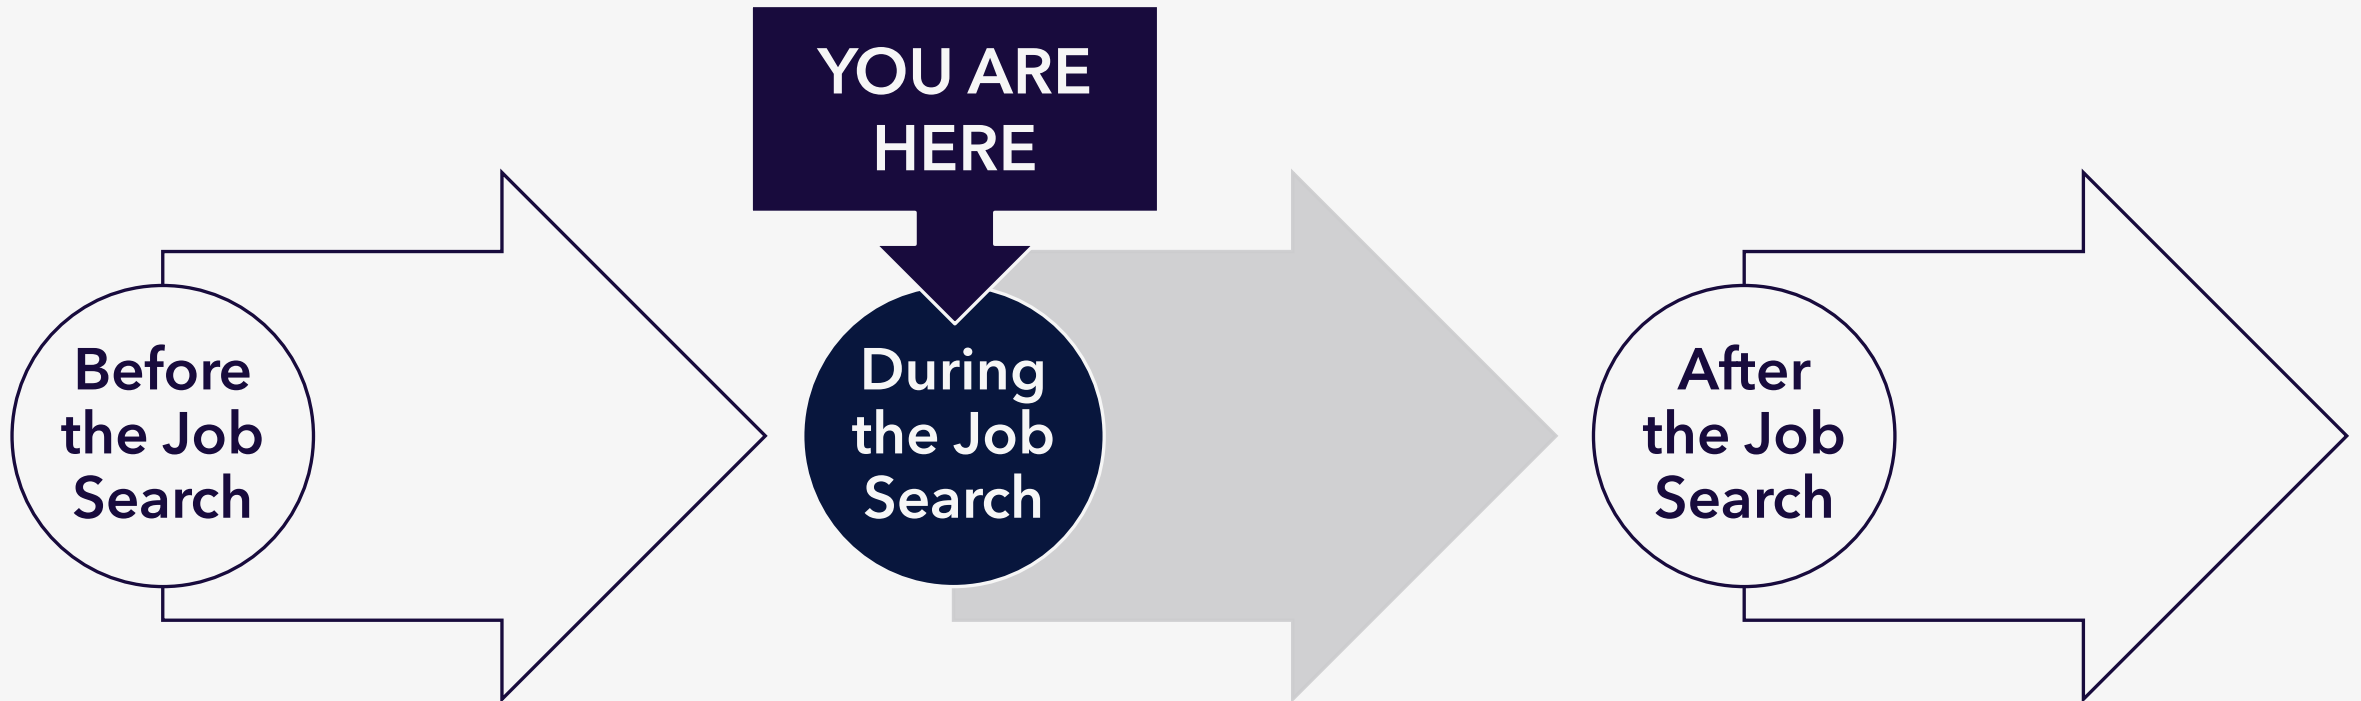 YOU ARE
HERE
Before
the Job
Search
During
the Job
Search
After
the Job
Search